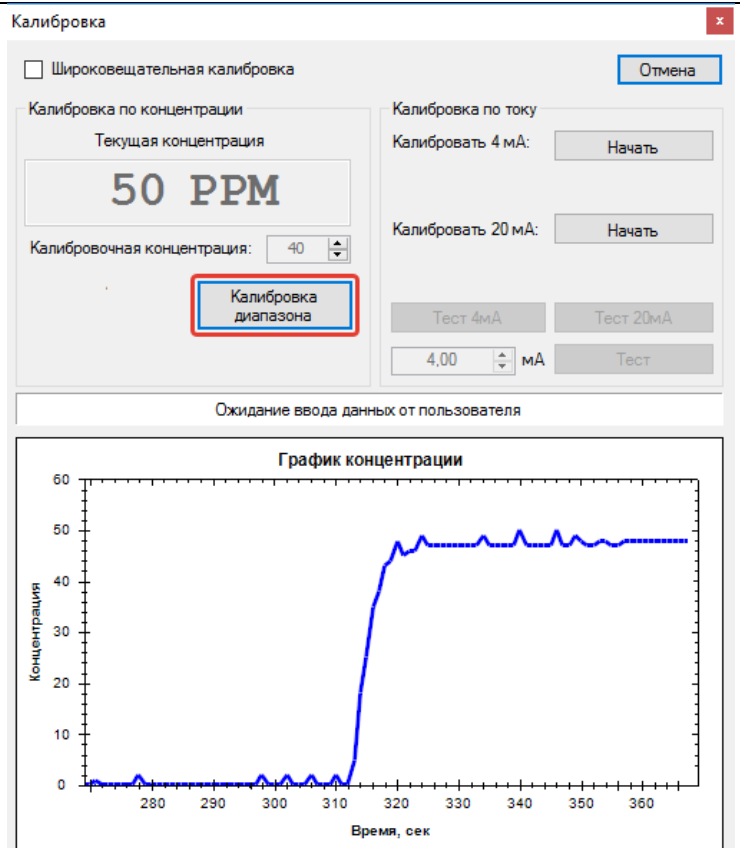 Калибровка
x
Широковещательная калибровка
Отмена
Калибровка по концентрации
Текущая концентрация
50 PPM
Калибровочная концентрация: 40
Калибровка
диапазона
Калибровка по току
Калибровать 4 мА: Начать
Калибровать 20 мА: Начать
Тест 4мА Тест 20мА
4,00 мА Тест
Ожидание ввода данных от пользователя
График концентрации
60
50
40
30
20
10
0
Концентрация
280 290 300 310 320 330 340 350 360
Время, сек